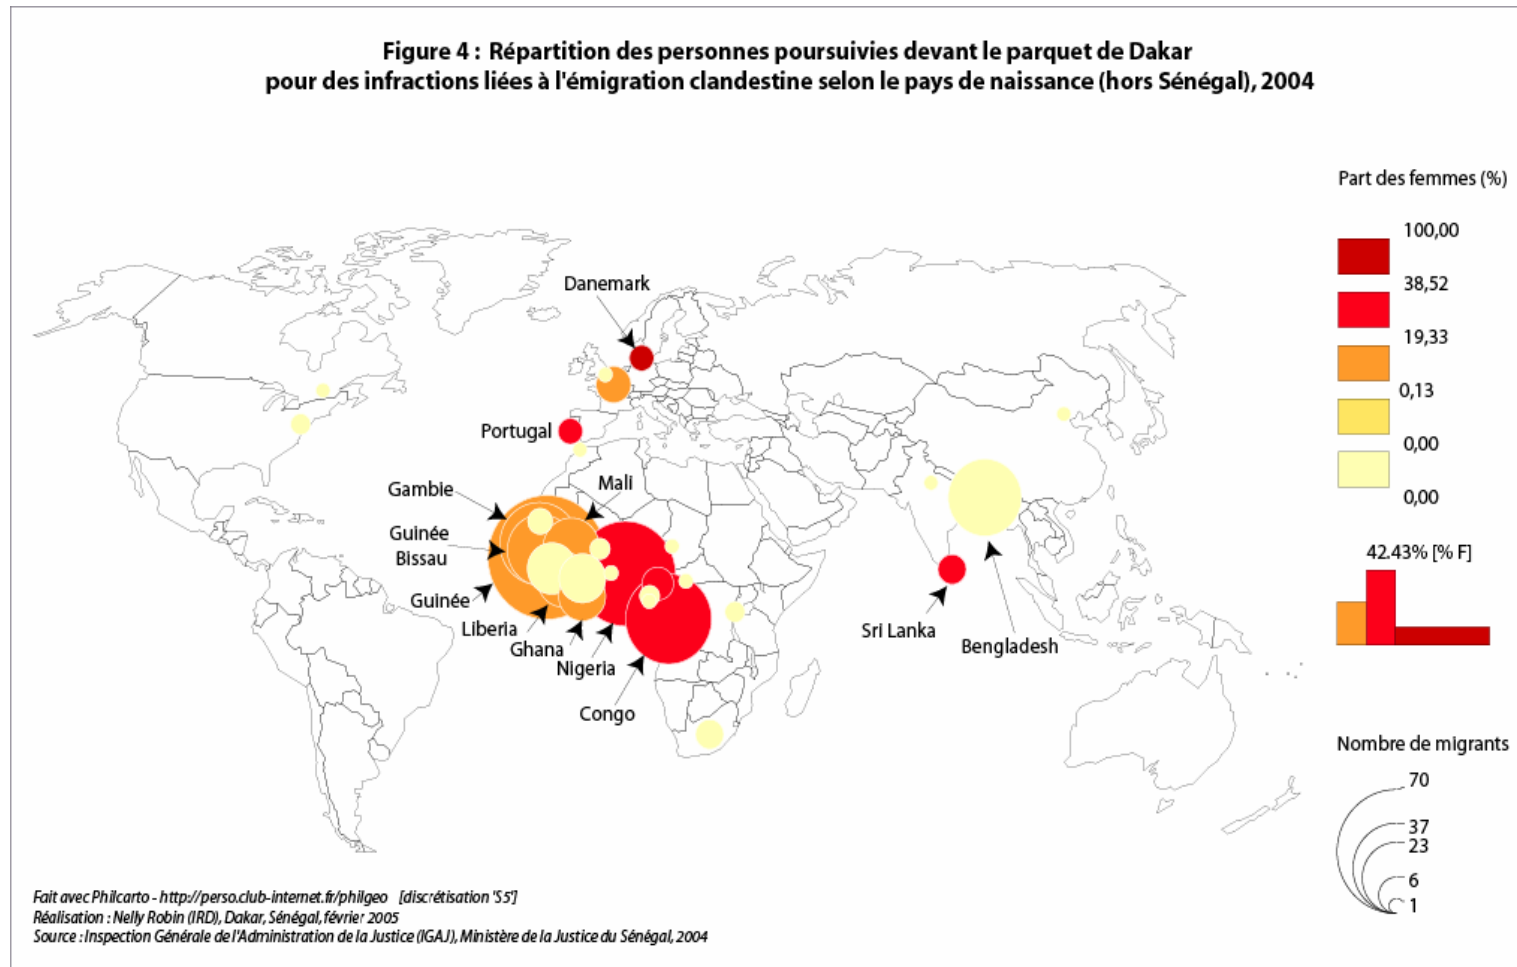 Figure 4 : Répartition des personnes poursuivies devant le parquet de Dakar
pour des infractions liées à l'émigration clandestine selon le pays de naissance (hors Sénégal), 2004
Part des femmes (%)
100,00
38,52
19,33
0,13
0,00
0,00
42.43% [% F]
Danemark
Portugal
Gambie
Mali
Guinée
Bissau
Guinée
Liberia
Ghana
Nigeria
Congo
Sri Lanka
Bengladesh
Nombre de migrants
70
37
23
6
1
Fait avec Philcarto - http://perso.club-internet.fr/philgeo [discrétisation 'S5']
Réalisation : Nelly Robin (IRD), Dakar, Sénégal, février 2005
Source : Inspection Générale de l'Administration de la Justice (IGAJ), Ministère de la Justice du Sénégal, 2004